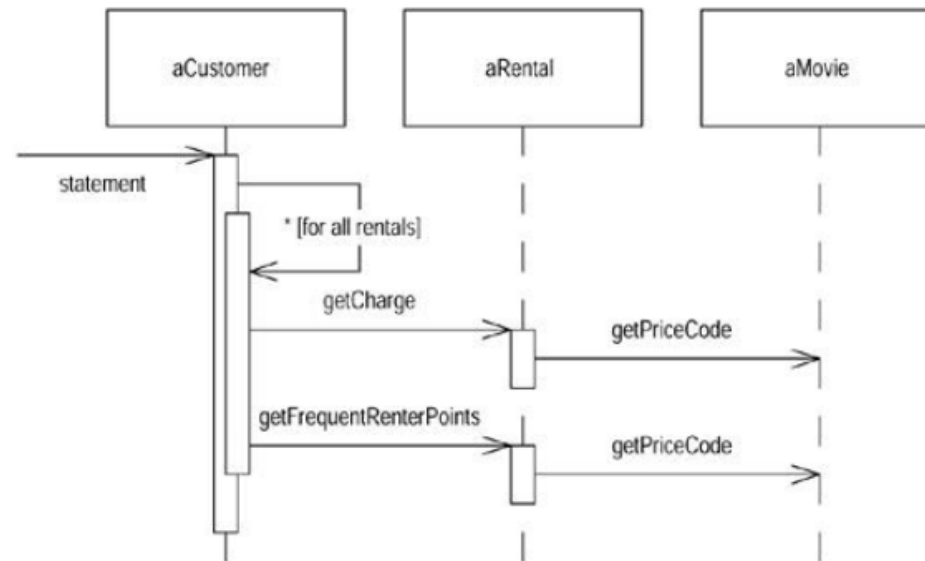 aCustomer
aRental
aMovie
statement
* [for all rentals]
getCharge
getPriceCode
getFrequentRenterPoints
getPriceCode